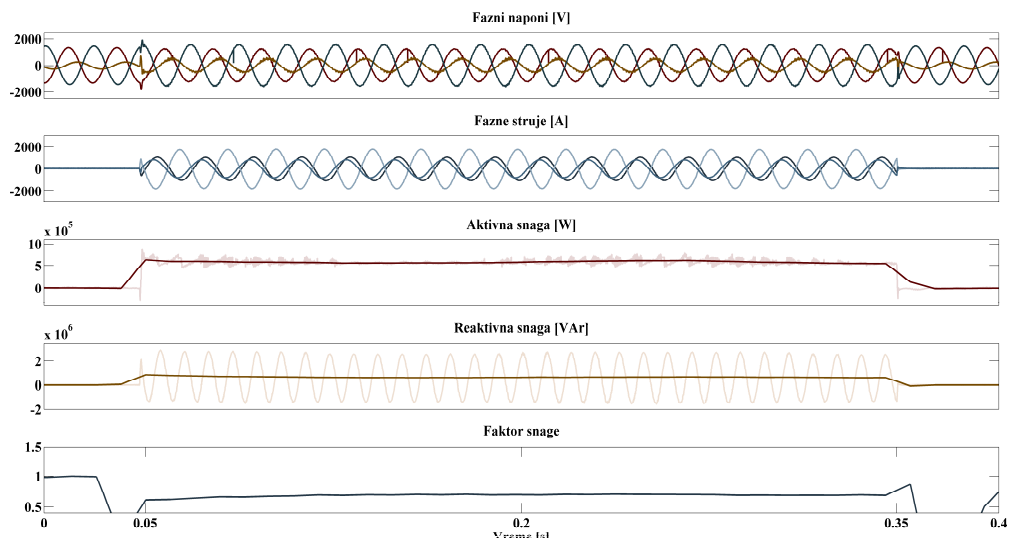 Fazni naponi [V]
2000
0
-2000
Fazne struje [A]
2000
0
-2000
Aktivna snaga [W]
x 10^5
10
5
0
Reaktivna snaga [VAr]
x 10^6
2
0
-2
Faktor snage
1.5
1
0.5
0 0.05 0.2 0.35 0.4
Vreme [s]